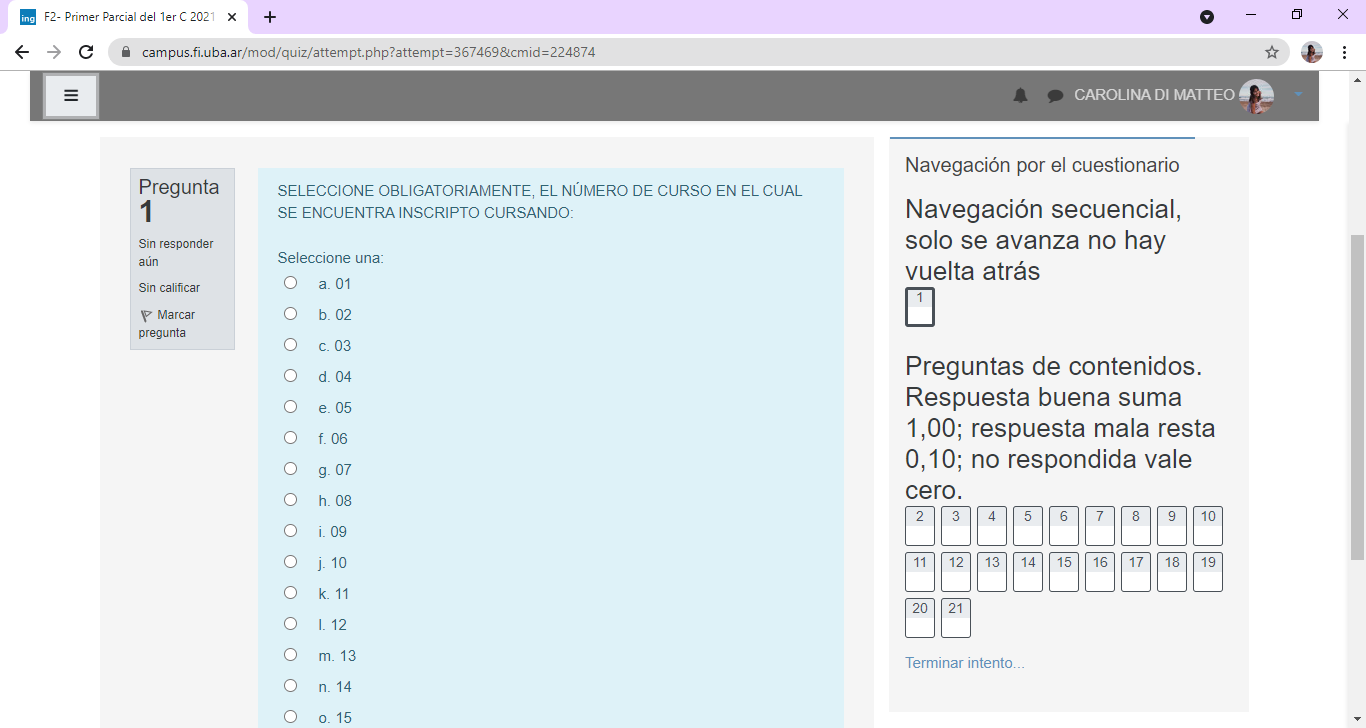 F2- Primer Parcial del 1er C 2021
campus.fi.uba.ar/mod/quiz/attempt.php?attempt=367469&cmid=224874
CAROLINA DI MATTEO
Pregunta
1
Sin responder
aún
Sin calificar
Marcar
pregunta
SELECCIONE OBLIGATORIAMENTE, EL NÚMERO DE CURSO EN EL CUAL
SE ENCUENTRA INSCRIPTO CURSANDO:
Seleccione una:
a. 01
b. 02
c. 03
d. 04
e. 05
f. 06
g. 07
h. 08
i. 09
j. 10
k. 11
l. 12
m. 13
n. 14
o. 15
Navegación por el cuestionario
Navegación secuencial,
solo se avanza no hay
vuelta atrás
1
Preguntas de contenidos.
Respuesta buena suma
1,00; respuesta mala resta
0,10; no respondida vale
cero.
2 3 4 5 6 7 8 9 10
11 12 13 14 15 16 17 18 19
20 21
Terminar intento...